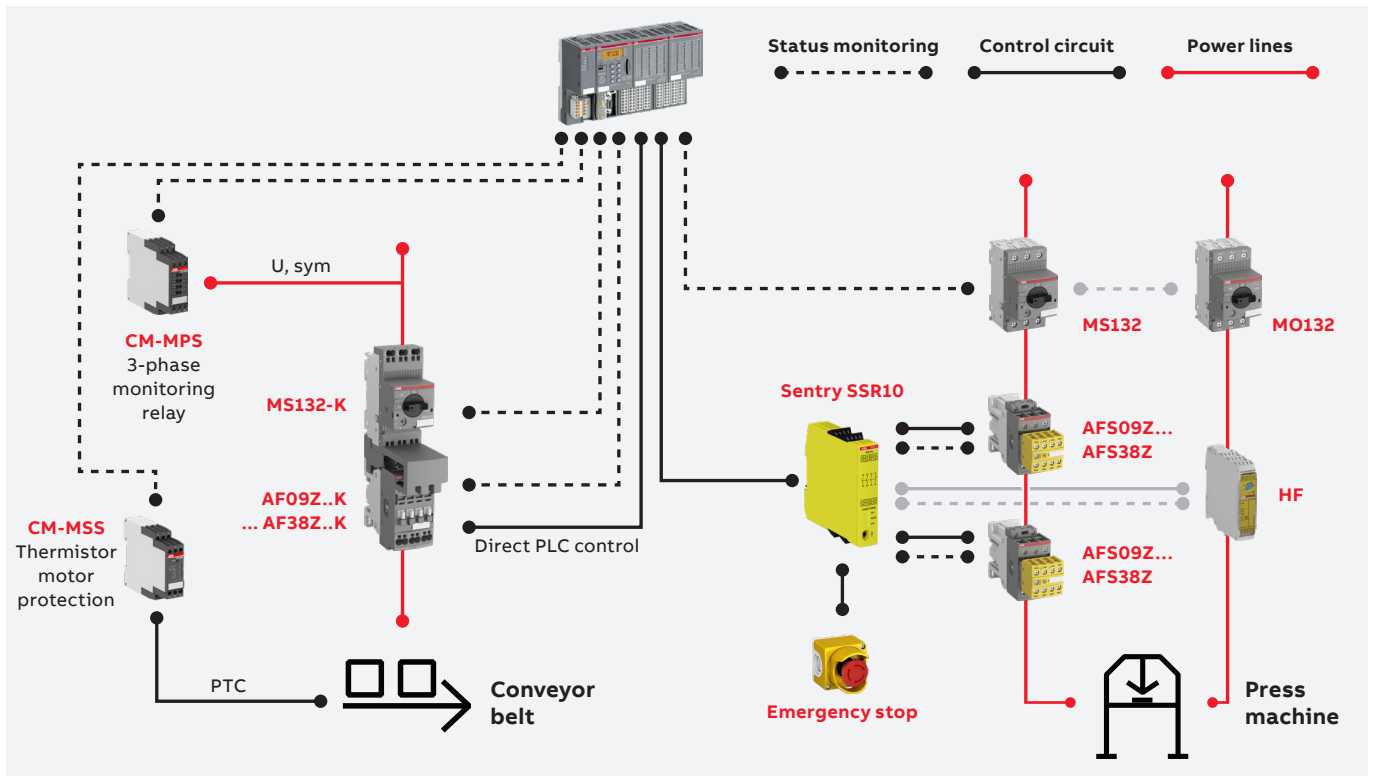 Status monitoring
Control circuit
Power lines
U, sym
CM-MPS
3-phase
monitoring
relay
MS132-K
AF09Z..K
... AF38Z..K
Direct PLC control
CM-MSS
Thermistor
motor
protection
PTC
Conveyor
belt
Sentry SSR10
Emergency stop
MS132
MO132
AFS09Z...
AFS38Z
HF
AFS09Z...
AFS38Z
Press
machine